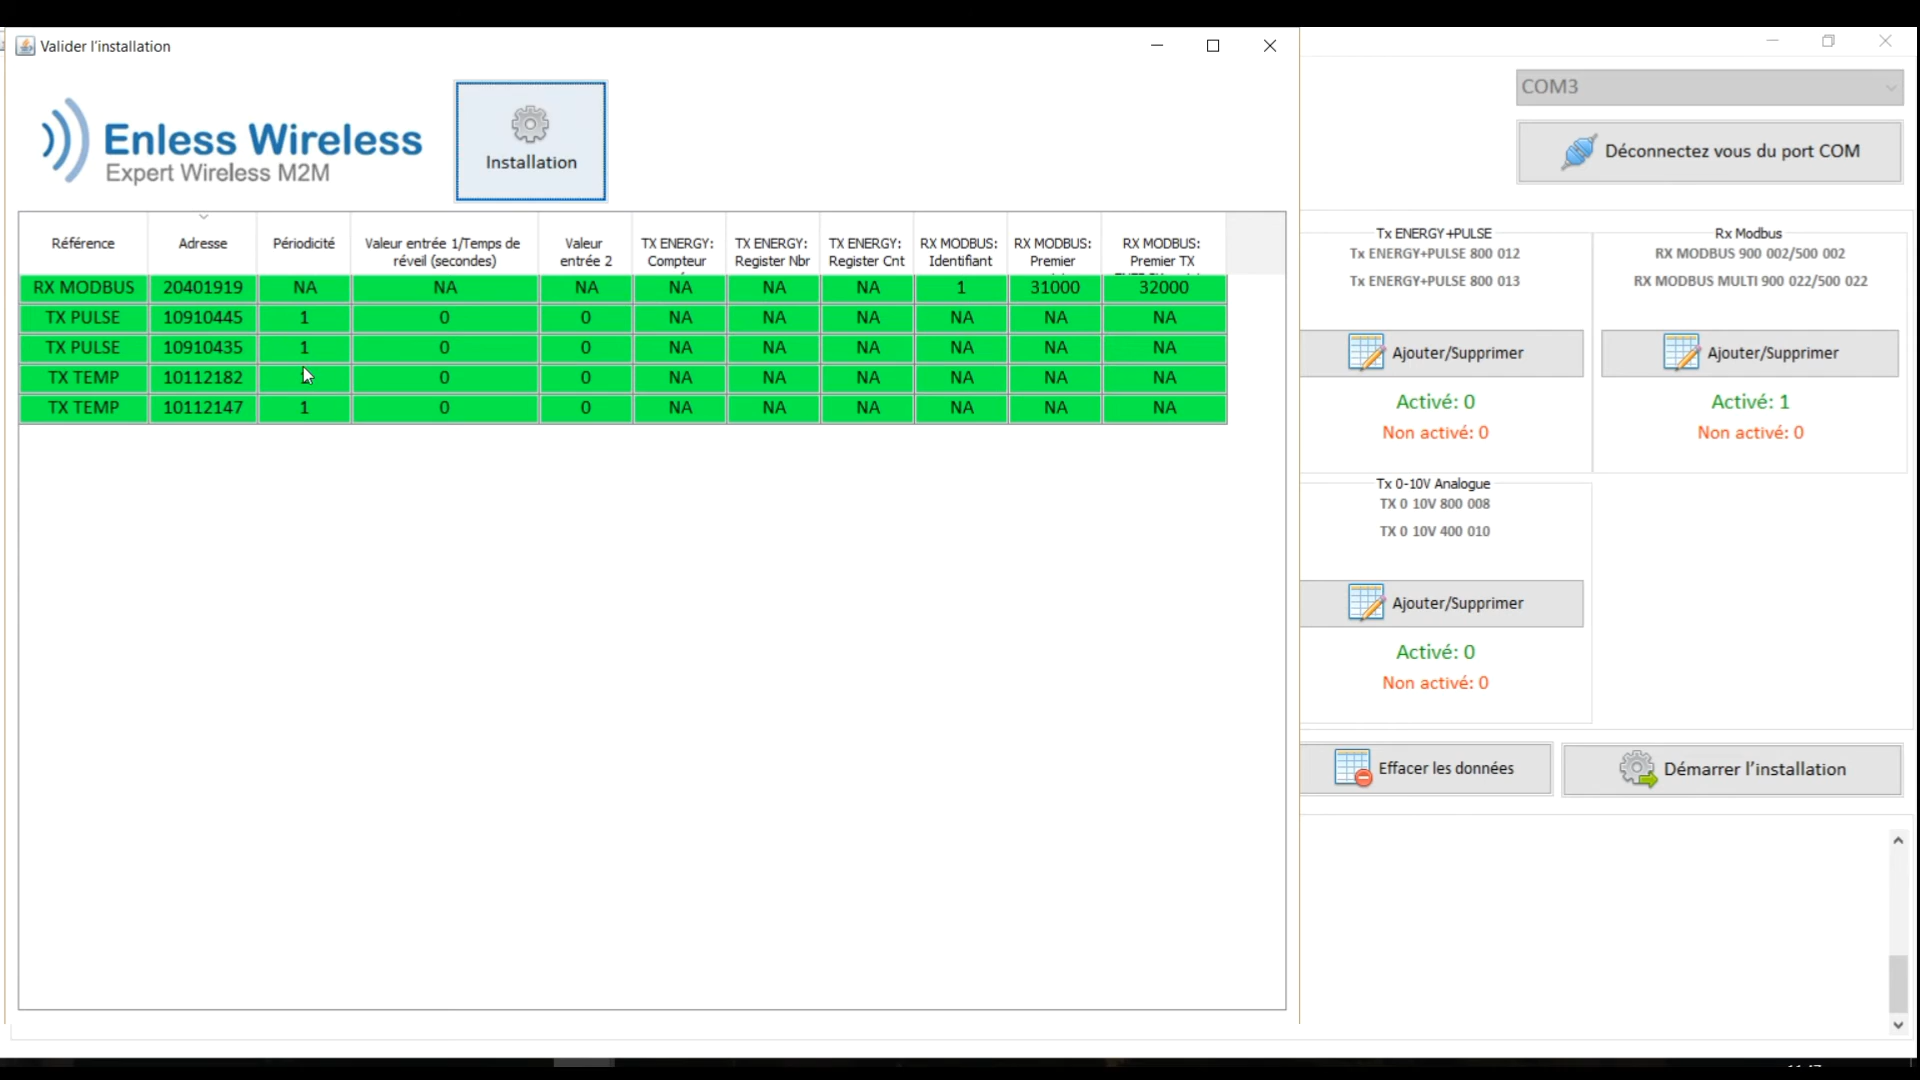 Valider l'installation
COM3
Enless Wireless
Expert Wireless M2M
Installation
Déconnectez vous du port COM
Référence Adresse Périodicité Valeur entrée 1/Temps de réveil (secondes) Valeur entrée 2 TX ENERGY: Compteur TX ENERGY: Register Nbr TX ENERGY: Register Cnt RX MODBUS: Identifiant RX MODBUS: Premier RX MODBUS: Premier TX
RX MODBUS 20401919 NA NA NA NA NA NA 1 31000 32000
TX PULSE 10910445 1 0 0 NA NA NA NA NA NA
TX PULSE 10910435 1 0 0 NA NA NA NA NA NA
TX TEMP 10112182 1 0 0 NA NA NA NA NA NA
TX TEMP 10112147 1 0 0 NA NA NA NA NA NA
Tx ENERGY+PULSE
Tx ENERGY+PULSE 800 012
Tx ENERGY+PULSE 800 013
Ajouter/Supprimer
Activé: 0
Non activé: 0
Rx Modbus
RX MODBUS 900 002/500 002
RX MODBUS MULTI 900 022/500 022
Ajouter/Supprimer
Activé: 1
Non activé: 0
Tx 0-10V Analogue
TX 0 10V 800 008
TX 0 10V 400 010
Ajouter/Supprimer
Activé: 0
Non activé: 0
Effacer les données
Démarrer l'installation